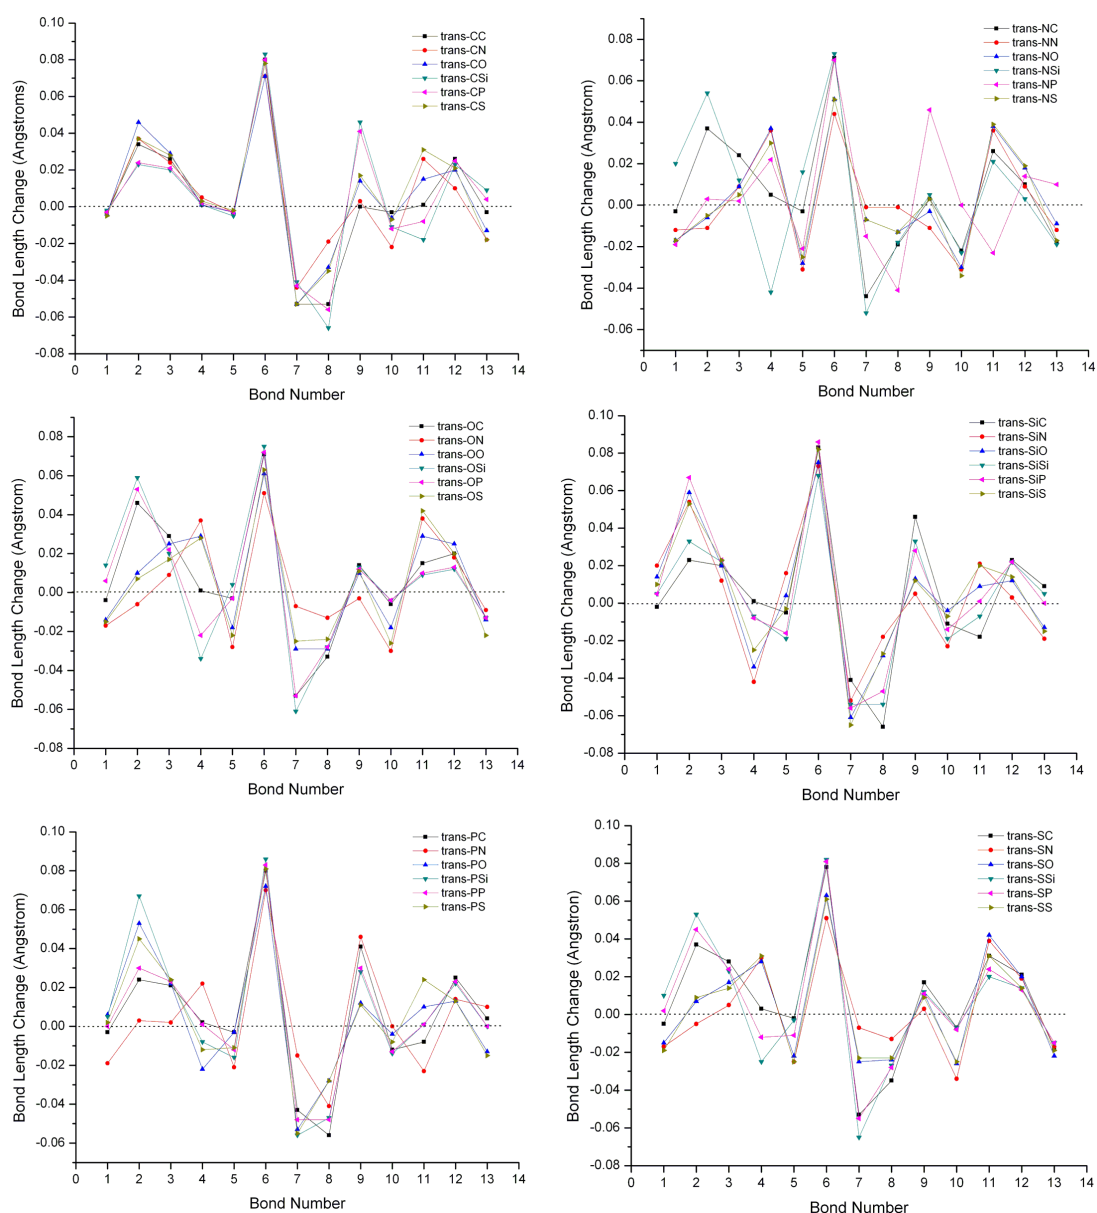 trans-CC
trans-CN
trans-CO
trans-CSi
trans-CP
trans-CS
0.10
0.08
0.06
0.04
0.02
0.00
-0.02
-0.04
-0.06
-0.08
Bond Length Change (Angstroms)
0 1 2 3 4 5 6 7 8 9 10 11 12 13 14
Bond Number
trans-NC
trans-NN
trans-NO
trans-NSi
trans-NP
trans-NS
0.08
0.06
0.04
0.02
0.00
-0.02
-0.04
-0.06
Bond Length Change (Angstrom)
0 1 2 3 4 5 6 7 8 9 10 11 12 13 14
Bond Number
trans-OC
trans-ON
trans-OO
trans-OSi
trans-OP
trans-OS
0.08
0.06
0.04
0.02
0.00
-0.02
-0.04
-0.06
-0.08
Bond Length Change (Angstrom)
0 1 2 3 4 5 6 7 8 9 10 11 12 13 14
Bond Number
trans-SiC
trans-SiN
trans-SiO
trans-SiSi
trans-SiP
trans-SiS
0.10
0.08
0.06
0.04
0.02
0.00
-0.02
-0.04
-0.06
-0.08
Bond Length Change (Angstrom)
0 1 2 3 4 5 6 7 8 9 10 11 12 13 14
Bond Number
trans-PC
trans-PN
trans-PO
trans-PSi
trans-PP
trans-PS
0.10
0.08
0.06
0.04
0.02
0.00
-0.02
-0.04
-0.06
Bond Length Change (Angstrom)
0 1 2 3 4 5 6 7 8 9 10 11 12 13 14
Bond Number
trans-SC
trans-SN
trans-SO
trans-SSi
trans-SP
trans-SS
0.10
0.08
0.06
0.04
0.02
0.00
-0.02
-0.04
-0.06
-0.08
Bond Length Change (Angstrom)
0 1 2 3 4 5 6 7 8 9 10 11 12 13 14
Bond Number